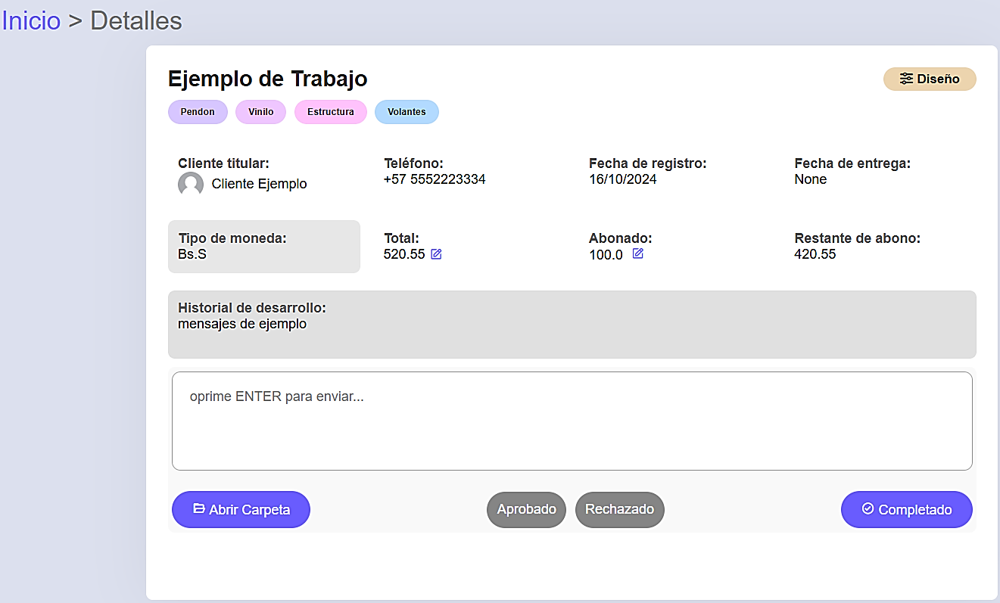 Inicio > Detalles
Ejemplo de Trabajo
Diseño
Pendon Vinilo Estructura Volantes
Cliente titular: Teléfono: Fecha de registro: Fecha de entrega:
Cliente Ejemplo +57 5552223334 16/10/2024 None
Tipo de moneda: Total: Abonado: Restante de abono:
Bs.S 520.55 100.0 420.55
Historial de desarrollo:
mensajes de ejemplo
oprime ENTER para enviar...
Abrir Carpeta Aprobado Rechazado Completado